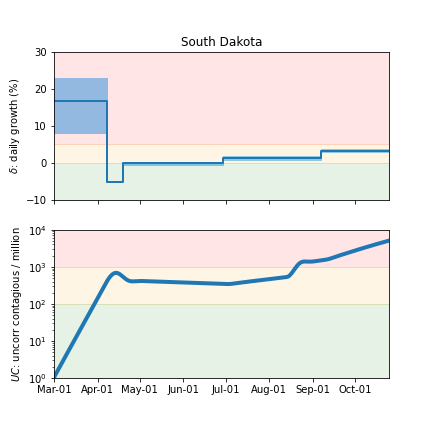 South Dakota
δ: daily growth (%)
30
20
10
0
−10
UC: uncorr contagious / million
10⁴
10³
10²
10¹
10⁰
Mar-01 Apr-01 May-01 Jun-01 Jul-01 Aug-01 Sep-01 Oct-01